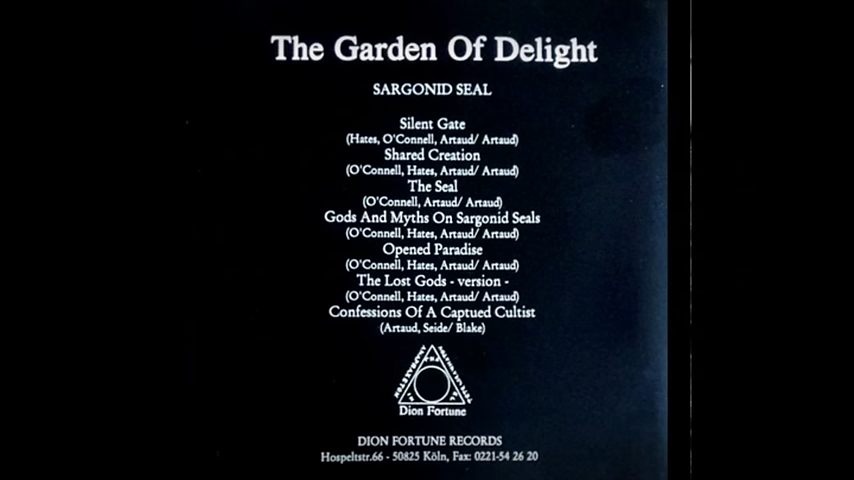 The Garden Of Delight
SARGONID SEAL
Silent Gate
(Hates, O'Connell, Artaud/ Artaud)
Shared Creation
(O'Connell, Hates, Artaud/ Artaud)
The Seal
(O'Connell, Artaud/ Artaud)
Gods And Myths On Sargonid Seals
(O'Connell, Hates, Artaud/ Artaud)
Opened Paradise
(O'Connell, Hates, Artaud/ Artaud)
The Lost Gods - version -
(O'Connell, Hates, Artaud/ Artaud)
Confessions Of A Captued Cultist
(Artaud, Seide/ Blake)
Dion Fortune
DION FORTUNE RECORDS
Hospeltstr.66 - 50825 Köln, Fax: 0221-54 26 20